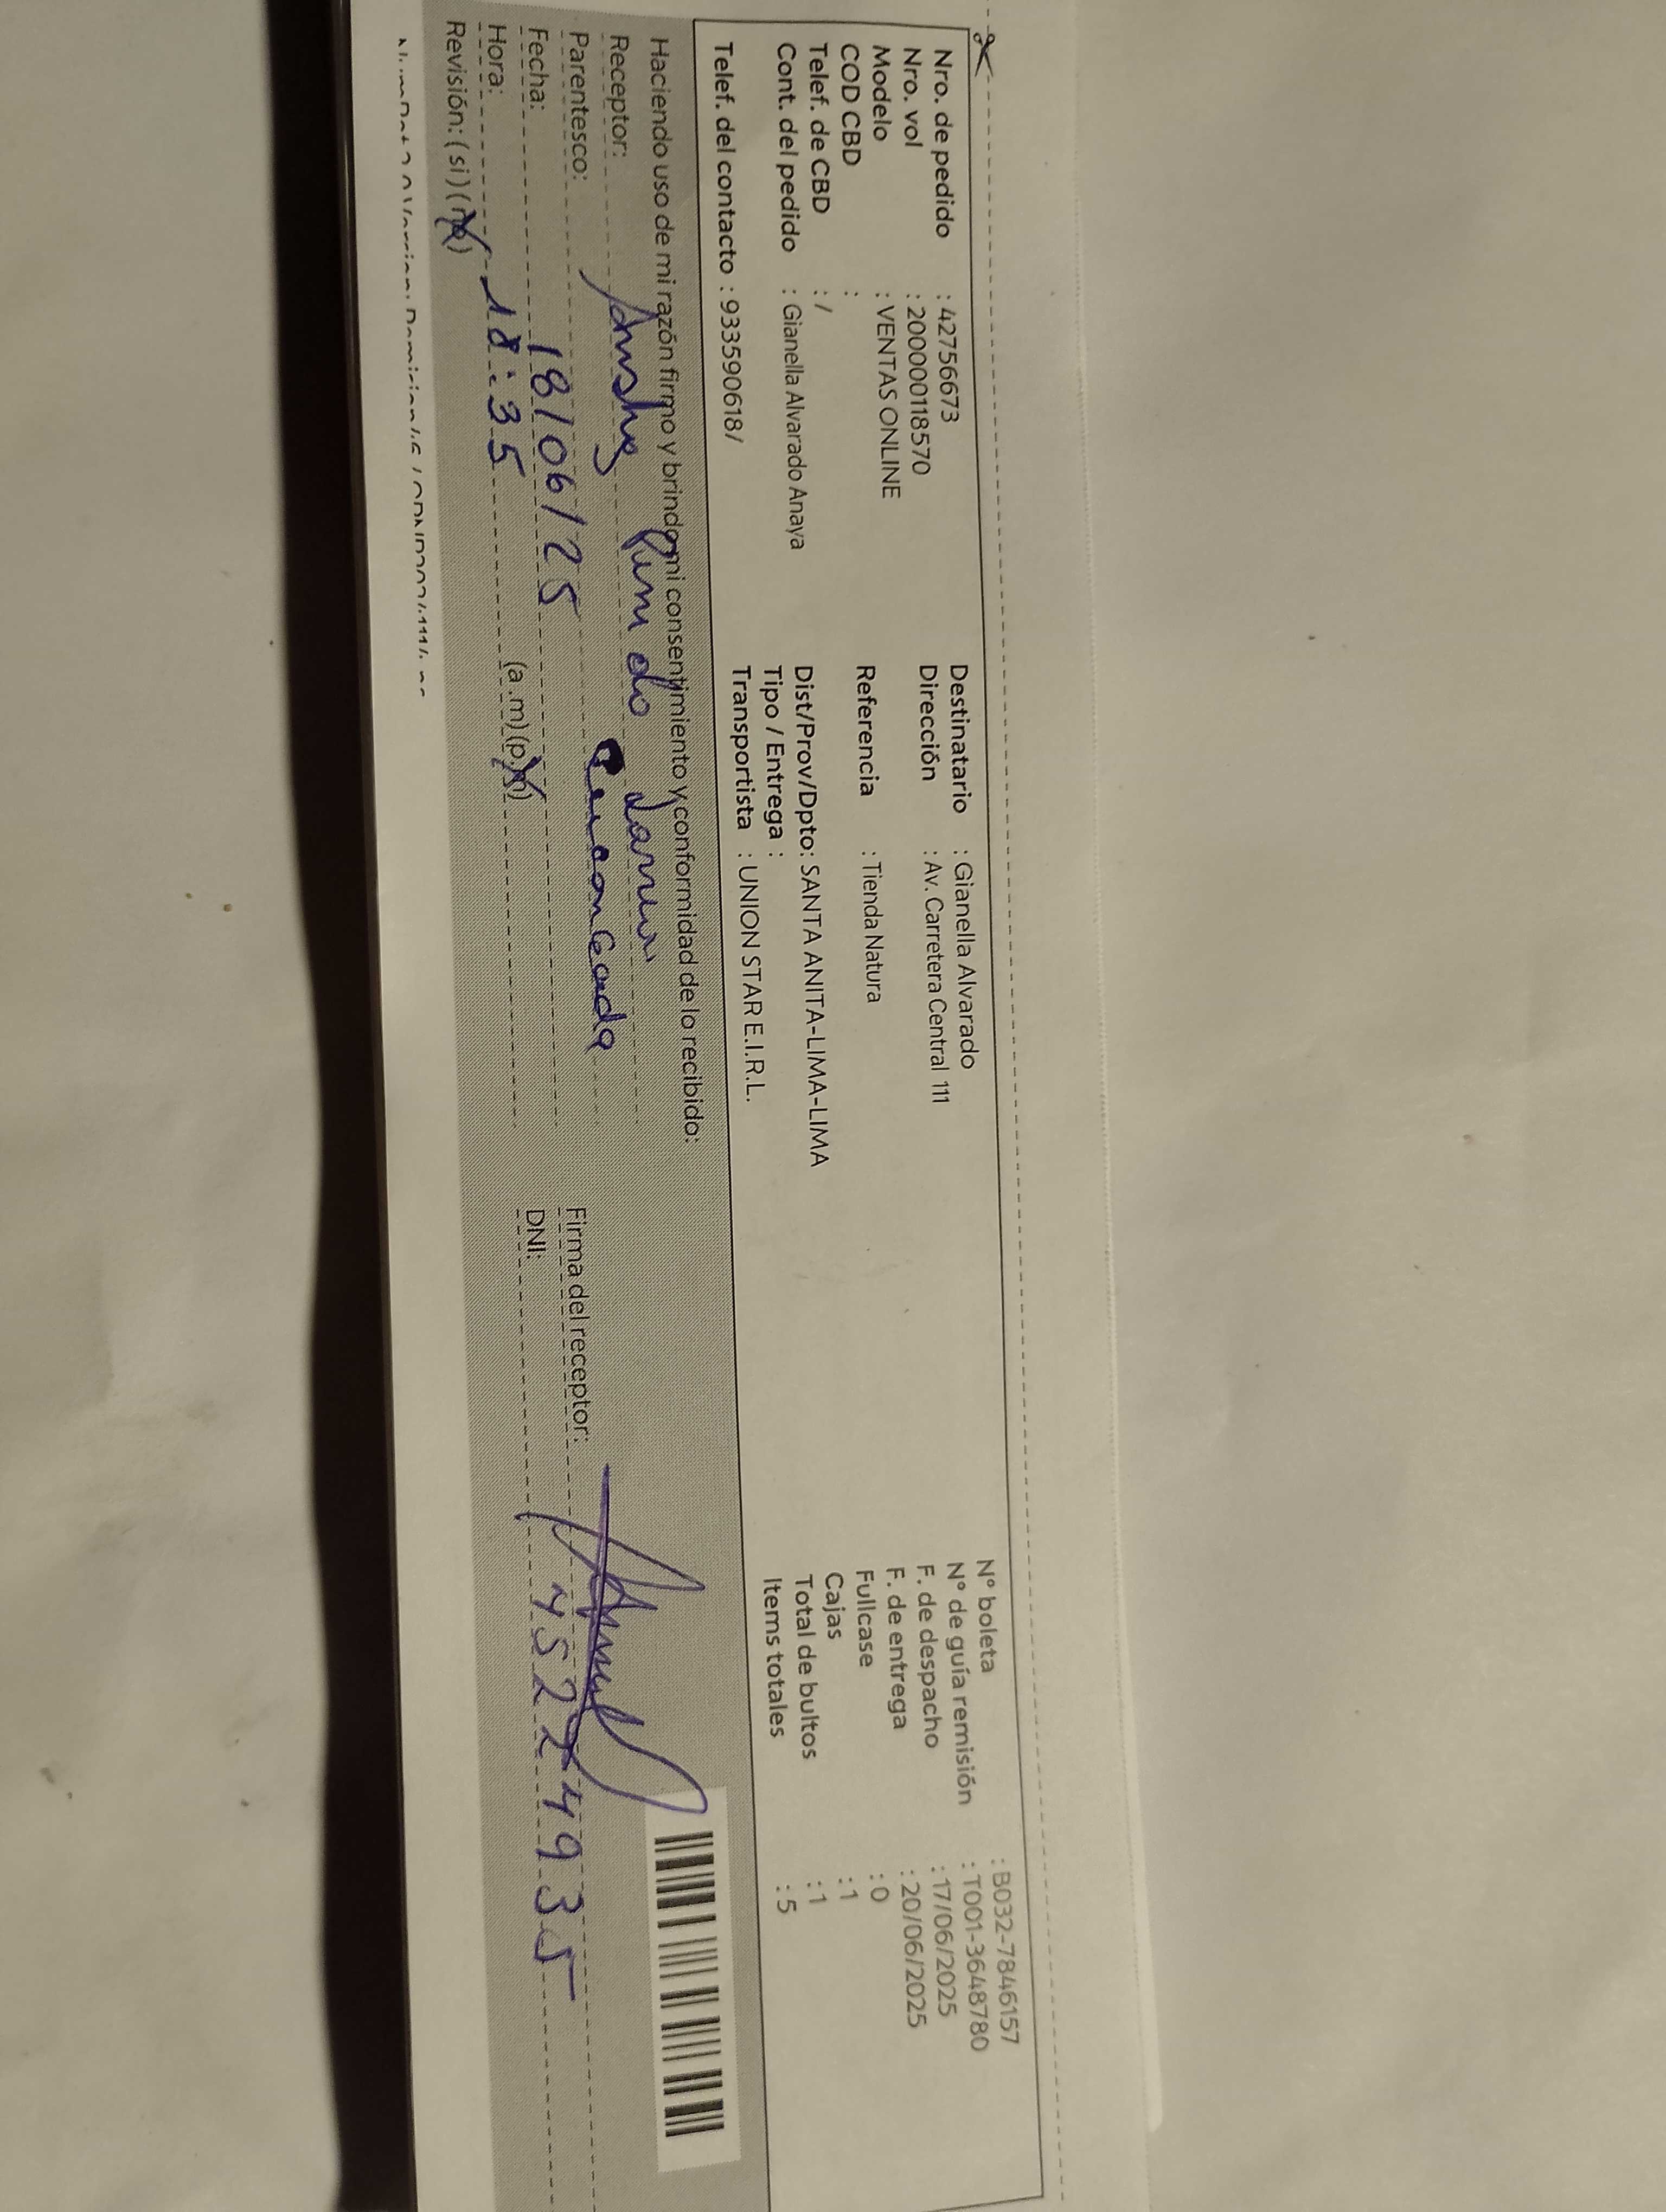 Nro. de pedido : 42756673
Nro. vol : 200000118570
Modelo : VENTAS ONLINE
COD CBD :
Telef. de CBD : /
Cont. del pedido : Gianella Alvarado Anaya
Telef. del contacto : 933590618/
Destinatario : Gianella Alvarado
Dirección : Av. Carretera Central 111
Referencia : Tienda Natura
Dist/Prov/Dpto: SANTA ANITA-LIMA-LIMA
Tipo / Entrega :
Transportista : UNION STAR E.I.R.L.
N° boleta : B032-7846157
N° de guía remisión : T001-3648780
F. de despacho : 17/06/2025
F. de entrega : 20/06/2025
Fullcase : 0
Cajas : 1
Total de bultos : 1
Items totales : 5
Haciendo uso de mi razón firmo y brindo mi consentimiento y conformidad de lo recibido:
Receptor:
Parentesco:
Fecha: 18/06/25
Hora: 18:35 (a.m)(p.m)
Revisión: (si) (no)
Firma del receptor:
DNI: 45224935